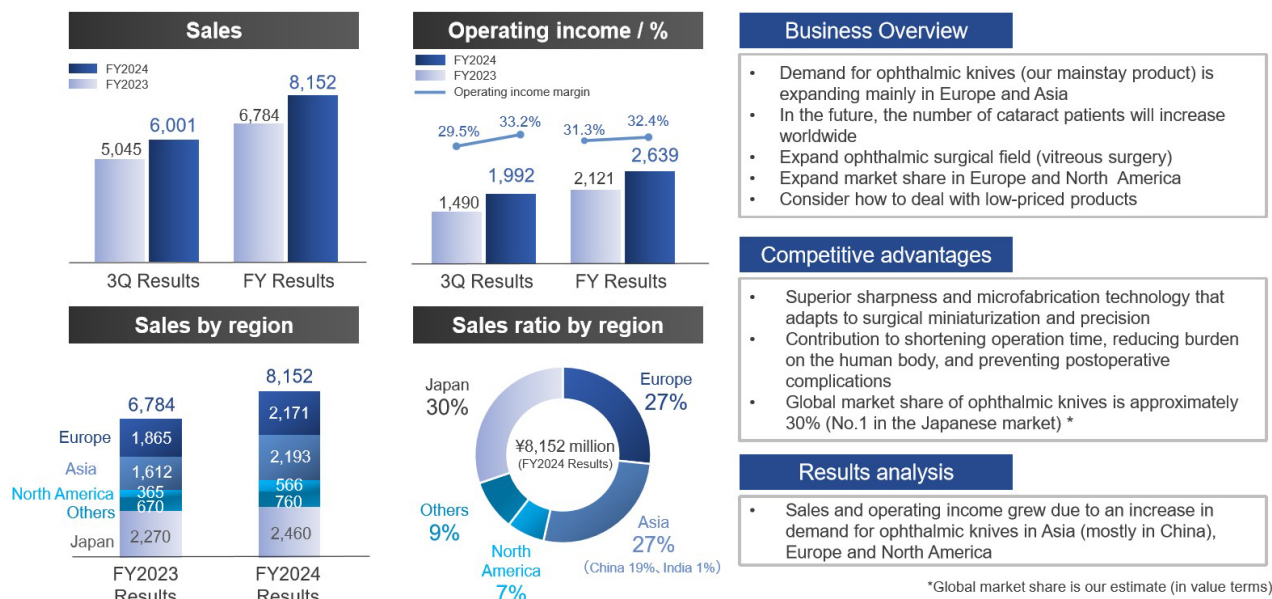 Sales
FY2024
FY2023
5,045
6,001
6,784
8,152
3Q Results
FY Results
Operating income / %
FY2024
FY2023
Operating income margin
29.5%
33.2%
31.3%
32.4%
1,490
1,992
2,121
2,639
3Q Results
FY Results
Sales by region
6,784
8,152
Europe
1,865
2,171
Asia
1,612
2,193
North America
365
566
Others
670
760
Japan
2,270
2,460
FY2023
Results
FY2024
Results
Sales ratio by region
Japan
30%
Europe
27%
¥8,152 million
(FY2024 Results)
Others
9%
North
America
7%
Asia
27%
（China 19%、India 1%）
Business Overview
• Demand for ophthalmic knives (our mainstay product) is
expanding mainly in Europe and Asia
• In the future, the number of cataract patients will increase
worldwide
• Expand ophthalmic surgical field (vitreous surgery)
• Expand market share in Europe and North America
• Consider how to deal with low-priced products
Competitive advantages
• Superior sharpness and microfabrication technology that
adapts to surgical miniaturization and precision
• Contribution to shortening operation time, reducing burden
on the human body, and preventing postoperative
complications
• Global market share of ophthalmic knives is approximately
30% (No.1 in the Japanese market) *
Results analysis
• Sales and operating income grew due to an increase in
demand for ophthalmic knives in Asia (mostly in China),
Europe and North America
*Global market share is our estimate (in value terms)